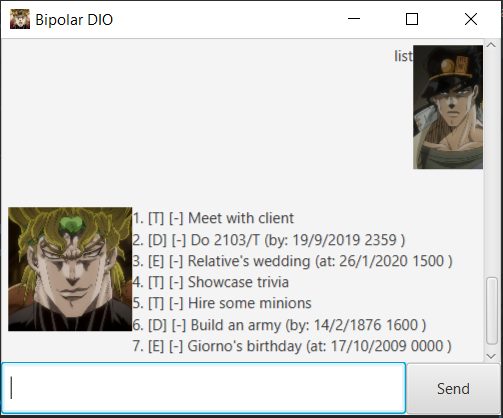 Bipolar DIO
list
1. [T] [-] Meet with client
2. [D] [-] Do 2103/T (by: 19/9/2019 2359 )
3. [E] [-] Relative's wedding (at: 26/1/2020 1500 )
4. [T] [-] Showcase trivia
5. [T] [-] Hire some minions
6. [D] [-] Build an army (by: 14/2/1876 1600 )
7. [E] [-] Giorno's birthday (at: 17/10/2009 0000 )
Send